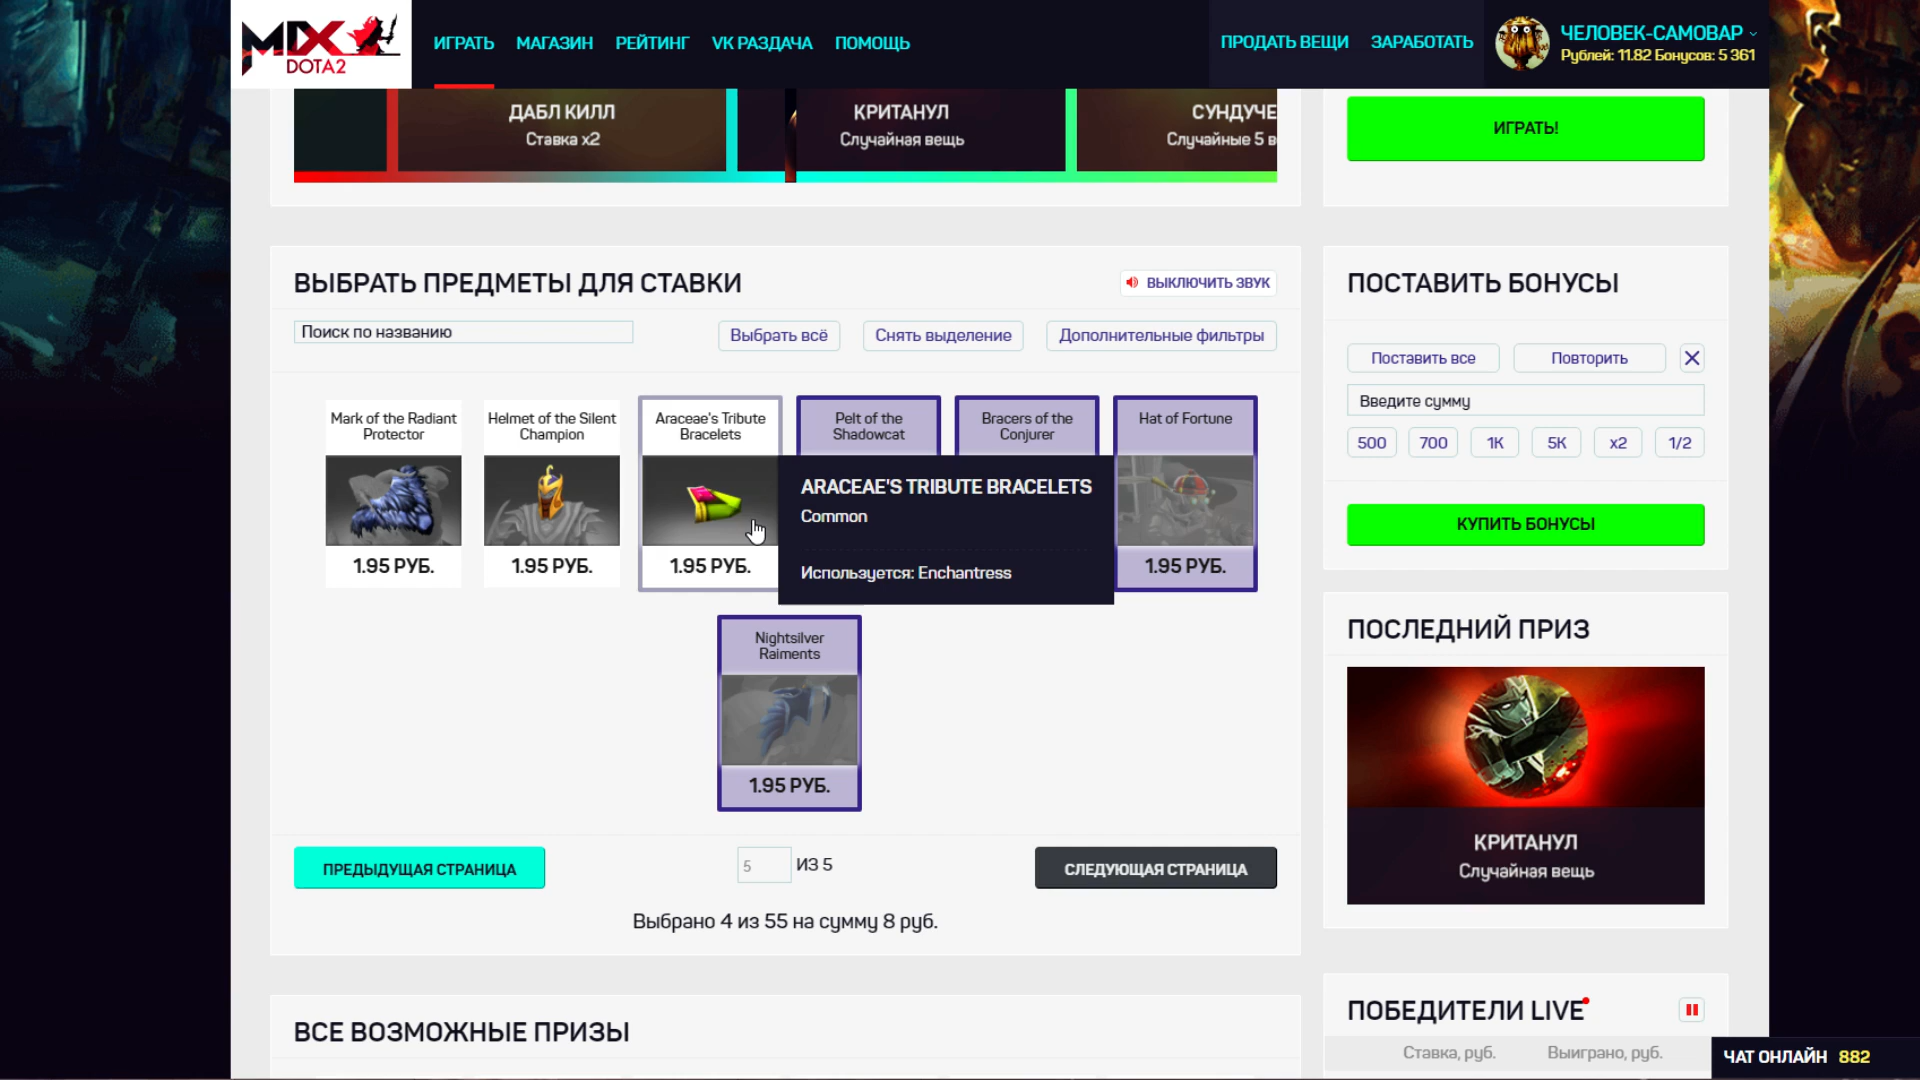 MIX
DOTA2
ИГРАТЬ
МАГАЗИН
РЕЙТИНГ
VK РАЗДАЧА
ПОМОЩЬ
ПРОДАТЬ ВЕЩИ
ЗАРАБОТАТЬ
ЧЕЛОВЕК-САМОВАР
Рублей: 11.82 Бонусов: 5 361
ДАБЛ КИЛЛ
Ставка x2
КРИТАНУЛ
Случайная вещь
СУНДУЧЕ
Случайные 5 в
ИГРАТЬ!
ВЫБРАТЬ ПРЕДМЕТЫ ДЛЯ СТАВКИ
ВЫКЛЮЧИТЬ ЗВУК
Поиск по названию
Выбрать всё
Снять выделение
Дополнительные фильтры
Mark of the Radiant
Protector
1.95 РУБ.
Helmet of the Silent
Champion
1.95 РУБ.
Araceae's Tribute
Bracelets
1.95 РУБ.
Pelt of the
Shadowcat
Bracers of the
Conjurer
Hat of Fortune
1.95 РУБ.
ARACEAE'S TRIBUTE BRACELETS
Common
Используется: Enchantress
Nightsilver
Raiments
1.95 РУБ.
ПРЕДЫДУЩАЯ СТРАНИЦА
5
ИЗ 5
СЛЕДУЮЩАЯ СТРАНИЦА
Выбрано 4 из 55 на сумму 8 руб.
ВСЕ ВОЗМОЖНЫЕ ПРИЗЫ
ПОСТАВИТЬ БОНУСЫ
Поставить все
Повторить
Введите сумму
500
700
1K
5K
x2
1/2
КУПИТЬ БОНУСЫ
ПОСЛЕДНИЙ ПРИЗ
КРИТАНУЛ
Случайная вещь
ПОБЕДИТЕЛИ LIVE
Ставка, руб.
Выиграно, руб.
ЧАТ ОНЛАЙН 882